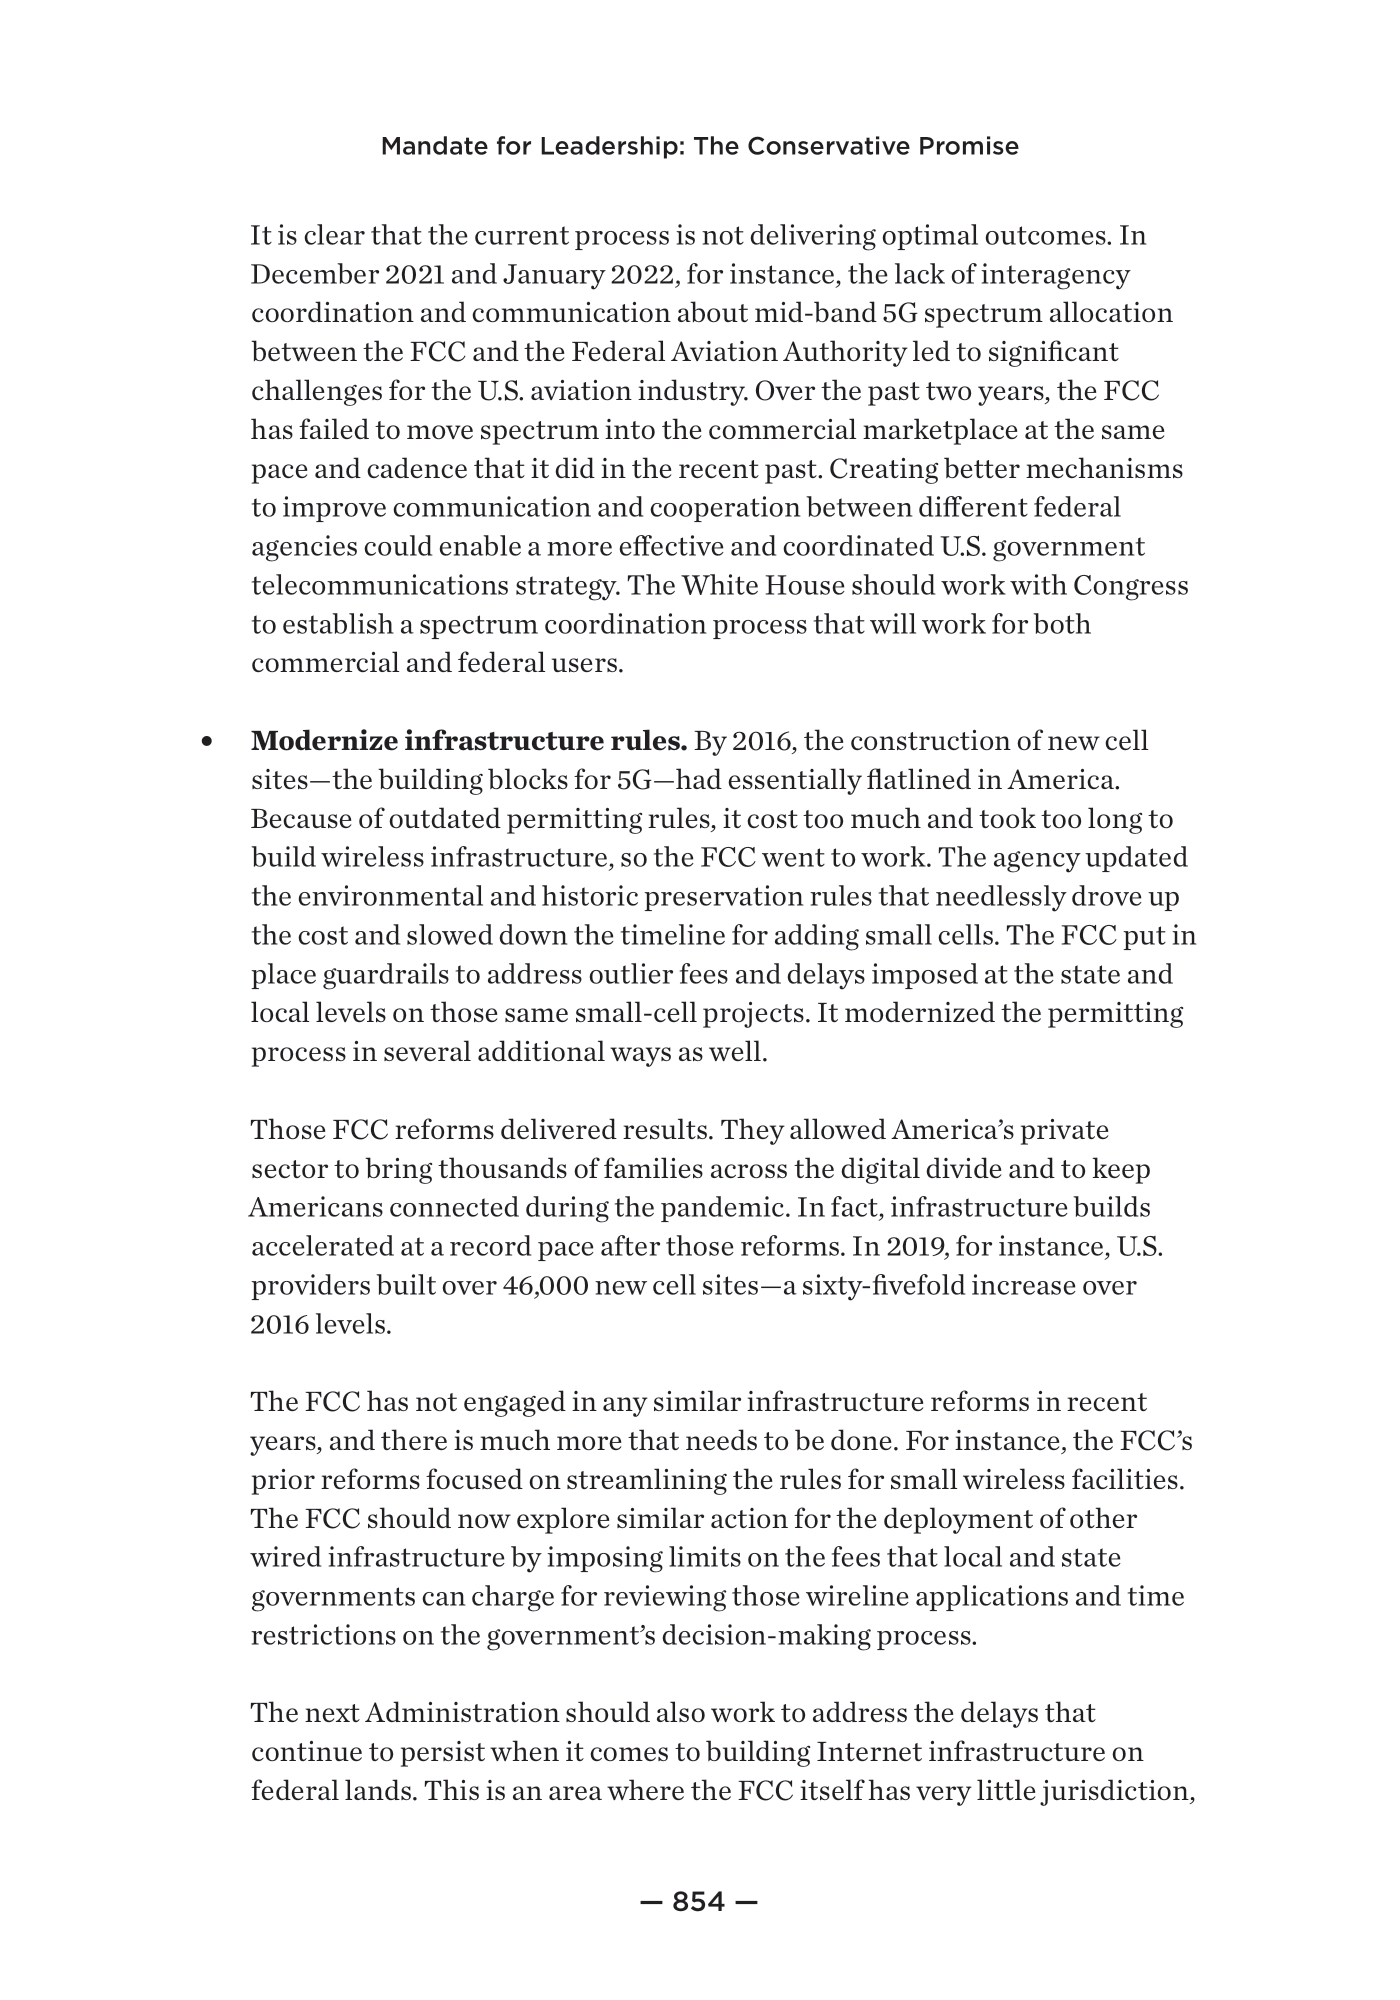 Mandate for Leadership: The Conservative Promise
It is clear that the current process is not delivering optimal outcomes. In
December 2021 and January 2022, for instance, the lack of interagency
coordination and communication about mid-band 5G spectrum allocation
between the FCC and the Federal Aviation Authority led to significant
challenges for the U.S. aviation industry. Over the past two years, the FCC
has failed to move spectrum into the commercial marketplace at the same
pace and cadence that it did in the recent past. Creating better mechanisms
to improve communication and cooperation between different federal
agencies could enable a more effective and coordinated U.S. government
telecommunications strategy. The White House should work with Congress
to establish a spectrum coordination process that will work for both
commercial and federal users.
• Modernize infrastructure rules. By 2016, the construction of new cell
sites—the building blocks for 5G—had essentially flatlined in America.
Because of outdated permitting rules, it cost too much and took too long to
build wireless infrastructure, so the FCC went to work. The agency updated
the environmental and historic preservation rules that needlessly drove up
the cost and slowed down the timeline for adding small cells. The FCC put in
place guardrails to address outlier fees and delays imposed at the state and
local levels on those same small-cell projects. It modernized the permitting
process in several additional ways as well.
Those FCC reforms delivered results. They allowed America’s private
sector to bring thousands of families across the digital divide and to keep
Americans connected during the pandemic. In fact, infrastructure builds
accelerated at a record pace after those reforms. In 2019, for instance, U.S.
providers built over 46,000 new cell sites—a sixty-fivefold increase over
2016 levels.
The FCC has not engaged in any similar infrastructure reforms in recent
years, and there is much more that needs to be done. For instance, the FCC’s
prior reforms focused on streamlining the rules for small wireless facilities.
The FCC should now explore similar action for the deployment of other
wired infrastructure by imposing limits on the fees that local and state
governments can charge for reviewing those wireline applications and time
restrictions on the government’s decision-making process.
The next Administration should also work to address the delays that
continue to persist when it comes to building Internet infrastructure on
federal lands. This is an area where the FCC itself has very little jurisdiction,
— 854 —